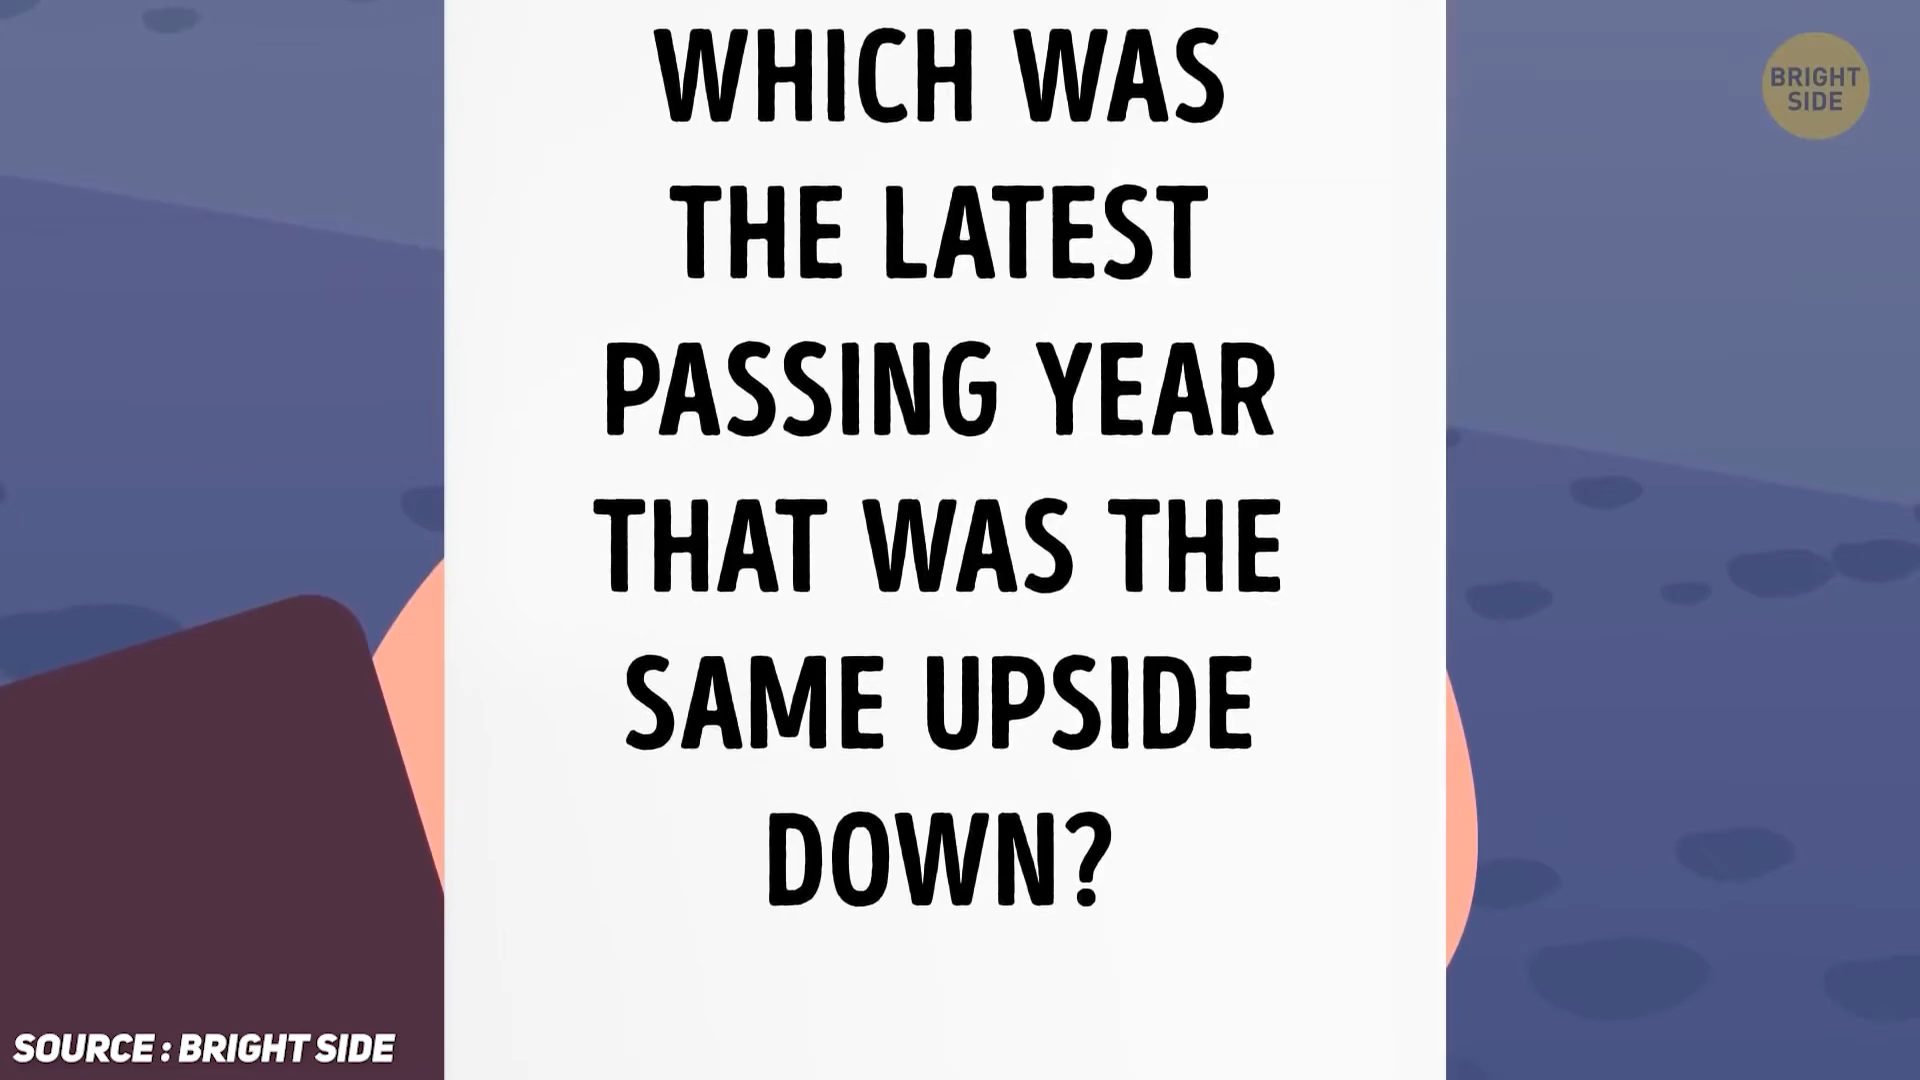 WHICH WAS
THE LATEST
PASSING YEAR
THAT WAS THE
SAME UPSIDE
DOWN?
BRIGHT
SIDE
SOURCE : BRIGHT SIDE